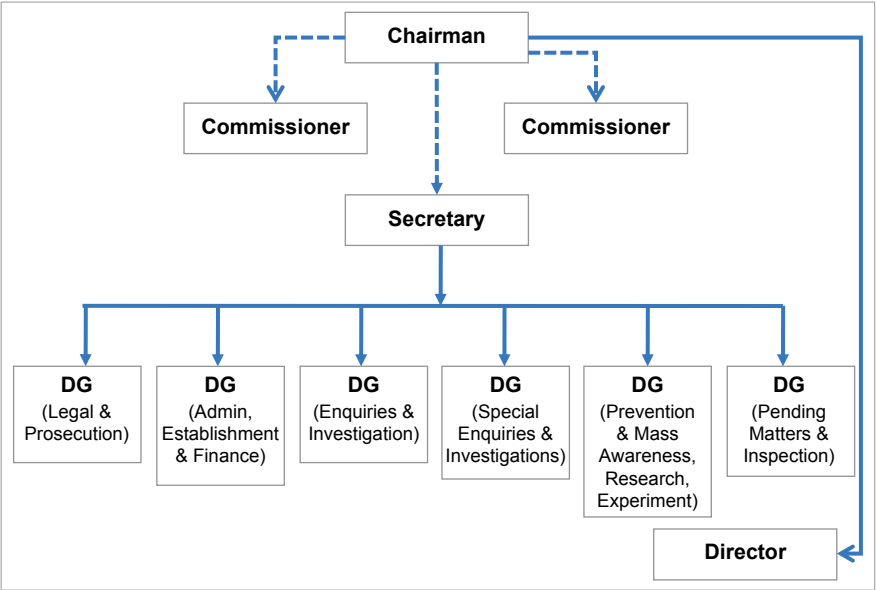 Chairman
Commissioner
Commissioner
Secretary
DG
(Legal &
Prosecution)
DG
(Admin,
Establishment
& Finance)
DG
(Enquiries &
Investigation)
DG
(Special
Enquiries &
Investigations)
DG
(Prevention
& Mass
Awareness,
Research,
Experiment)
DG
(Pending
Matters &
Inspection)
Director